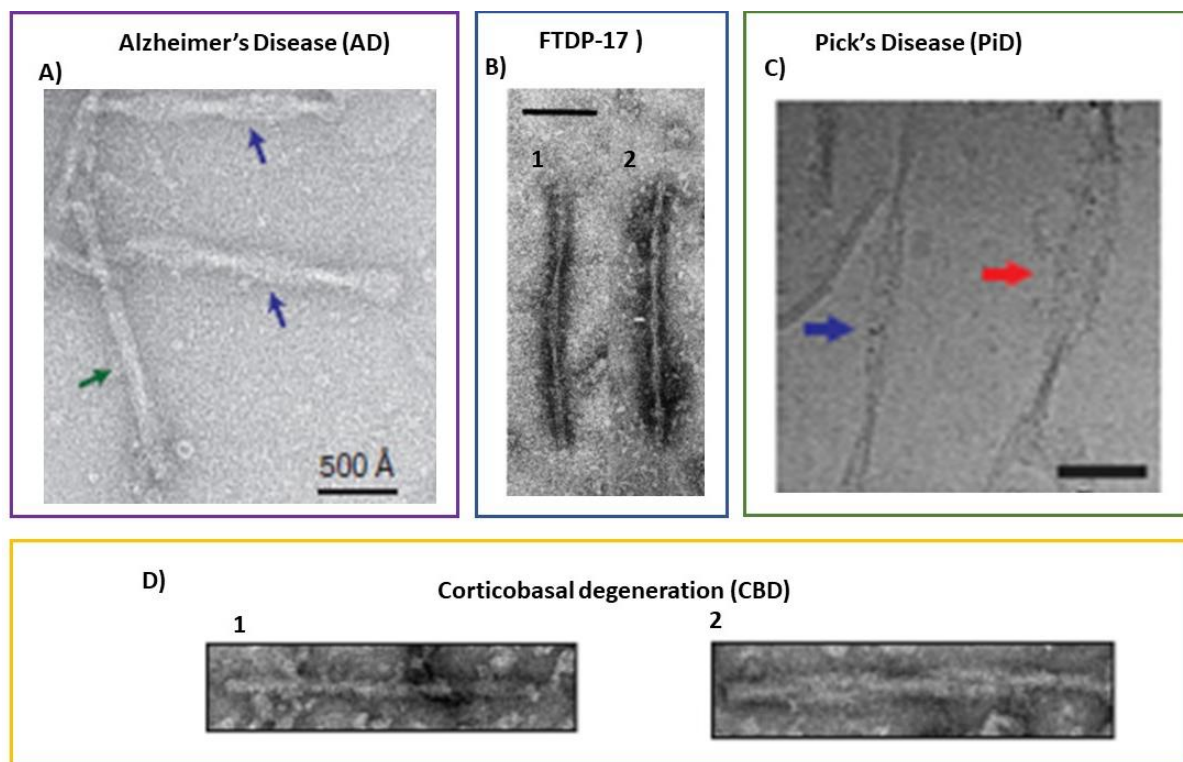 Alzheimer's Disease (AD)
A)
500 Å
FTDP-17 )
B)
1 2
Pick's Disease (PiD)
C)
D)
Corticobasal degeneration (CBD)
1
2